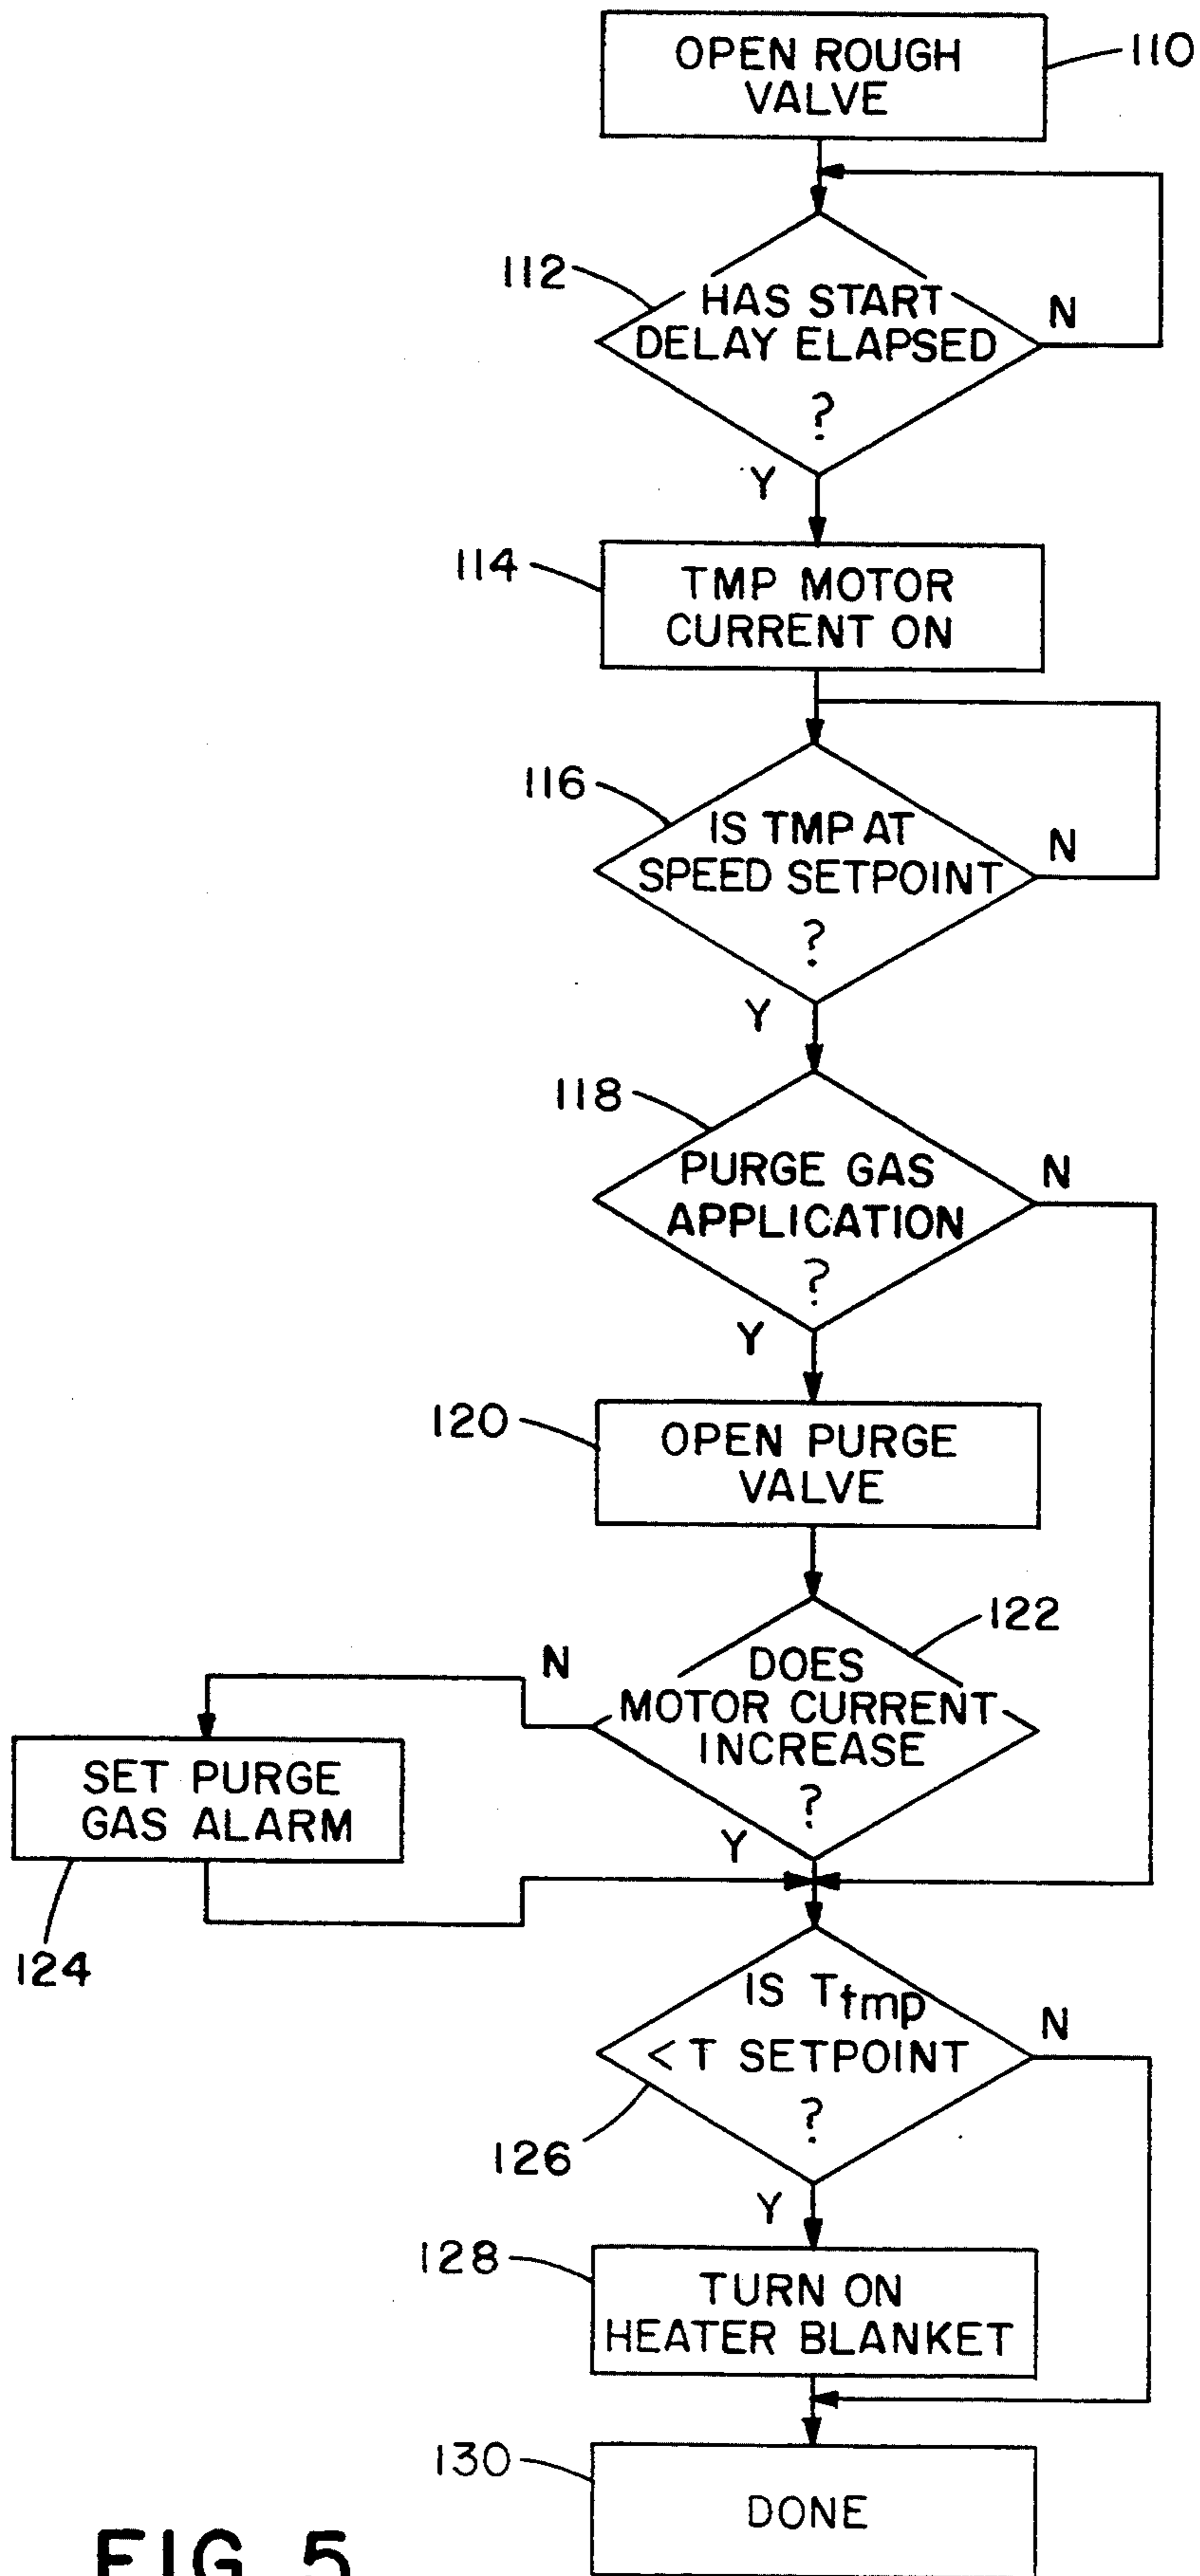 OPEN ROUGH
VALVE
110
112
HAS START
DELAY ELAPSED
?
N
Y
114
TMP MOTOR
CURRENT ON
116
IS TMP AT
SPEED SETPOINT
?
N
Y
118
PURGE GAS
APPLICATION
?
N
Y
120
OPEN PURGE
VALVE
122
DOES
MOTOR CURRENT
INCREASE
?
N
Y
SET PURGE
GAS ALARM
124
IS Ttmp
< T SETPOINT
?
N
126
Y
128
TURN ON
HEATER BLANKET
130
DONE
FIG. 5